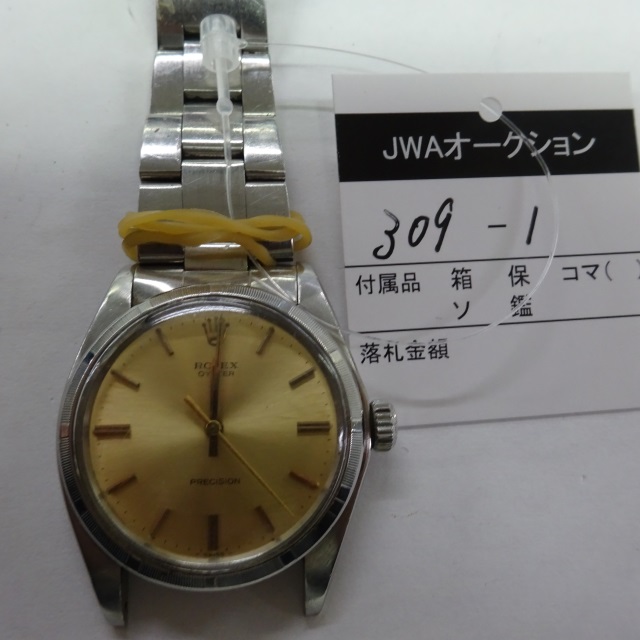 JWAオークション
309 - 1
付属品 箱 保 コマ( )
ソ 鑑
落札金額
ROLEX
OYSTER
PRECISION